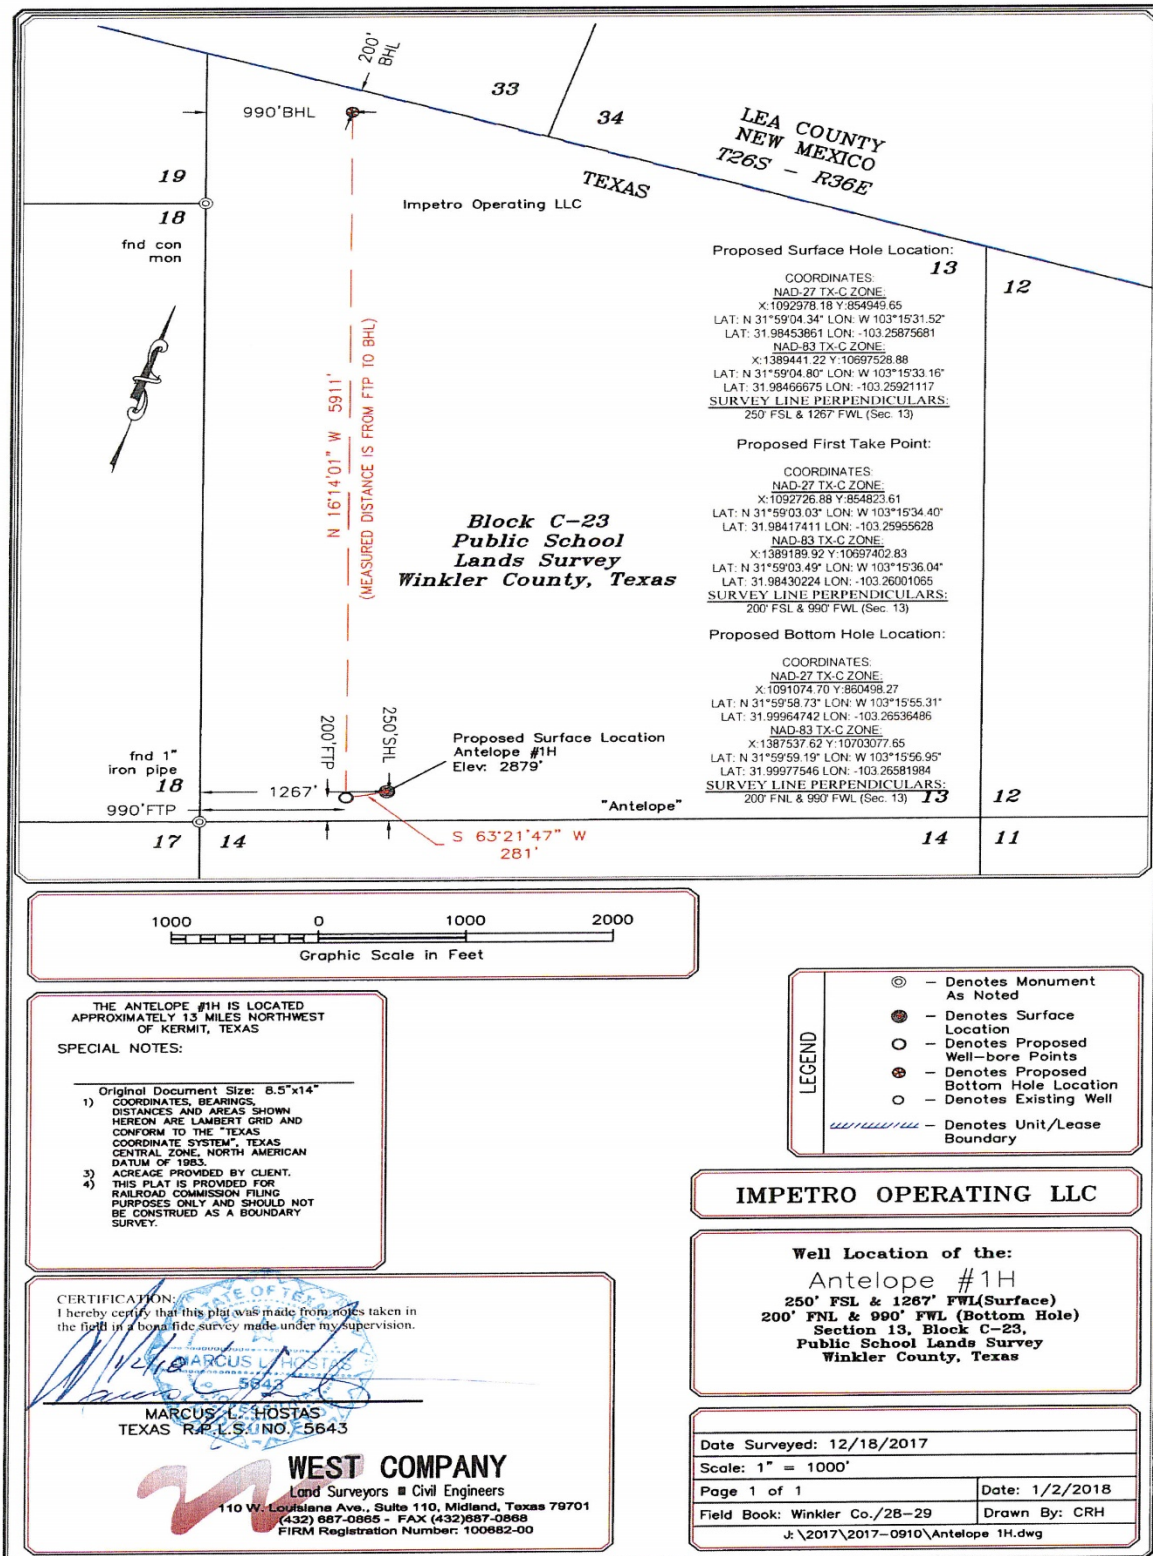 200'
BHL
990'BHL
33
34
LEA COUNTY
NEW MEXICO
T26S - R36E
TEXAS
19
18
fnd con
mon
Impetro Operating LLC
N 16°14'01" W 5911'
(MEASURED DISTANCE IS FROM FTP TO BHL)
Block C-23
Public School
Lands Survey
Winkler County, Texas
Proposed Surface Hole Location:
13
12
COORDINATES:
NAD-27 TX-C ZONE:
X:1092978.18 Y:854949.65
LAT: N 31°59'04.34" LON: W 103°15'31.52"
LAT: 31.98453861 LON: -103.25875681
NAD-83 TX-C ZONE:
X:1389441.22 Y:10697528.88
LAT: N 31°59'04.80" LON: W 103°15'33.16"
LAT: 31.98466675 LON: -103.25921117
SURVEY LINE PERPENDICULARS:
250' FSL & 1267' FWL (Sec. 13)
Proposed First Take Point:
COORDINATES:
NAD-27 TX-C ZONE:
X:1092726.88 Y:854823.61
LAT: N 31°59'03.03" LON: W 103°15'34.40"
LAT: 31.98417411 LON: -103.25955628
NAD-83 TX-C ZONE:
X:1389189.92 Y:10697402.83
LAT: N 31°59'03.49" LON: W 103°15'36.04"
LAT: 31.98430224 LON: -103.26001065
SURVEY LINE PERPENDICULARS:
200' FSL & 990' FWL (Sec. 13)
Proposed Bottom Hole Location:
COORDINATES:
NAD-27 TX-C ZONE:
X:1091074.70 Y:860498.27
LAT: N 31°59'58.73" LON: W 103°15'55.31"
LAT: 31.99964742 LON: -103.26536486
NAD-83 TX-C ZONE:
X:1387537.62 Y:10703077.65
LAT: N 31°59'59.19" LON: W 103°15'56.95"
LAT: 31.99977546 LON: -103.26581984
SURVEY LINE PERPENDICULARS:
200' FNL & 990' FWL (Sec. 13)
13
12
200'FTP
250'SHL
Proposed Surface Location
Antelope #1H
Elev: 2879'
fnd 1"
iron pipe
18
1267'
990'FTP
"Antelope"
S 63°21'47" W
281'
17
14
14
11
1000 0 1000 2000
Graphic Scale in Feet
THE ANTELOPE #1H IS LOCATED
APPROXIMATELY 13 MILES NORTHWEST
OF KERMIT, TEXAS
SPECIAL NOTES:
Original Document Size: 8.5"x14"
1) COORDINATES, BEARINGS,
DISTANCES AND AREAS SHOWN
HEREON ARE LAMBERT GRID AND
CONFORM TO THE "TEXAS
COORDINATE SYSTEM", TEXAS
CENTRAL ZONE, NORTH AMERICAN
DATUM OF 1983.
3) ACREAGE PROVIDED BY CLIENT.
4) THIS PLAT IS PROVIDED FOR
RAILROAD COMMISSION FILING
PURPOSES ONLY AND SHOULD NOT
BE CONSTRUED AS A BOUNDARY
SURVEY.
LEGEND
– Denotes Monument
As Noted
– Denotes Surface
Location
– Denotes Proposed
Well-bore Points
– Denotes Proposed
Bottom Hole Location
– Denotes Existing Well
– Denotes Unit/Lease
Boundary
IMPETRO OPERATING LLC
Well Location of the:
Antelope #1H
250' FSL & 1267' FWL(Surface)
200' FNL & 990' FWL (Bottom Hole)
Section 13, Block C-23,
Public School Lands Survey
Winkler County, Texas
CERTIFICATION:
I hereby certify that this plat was made from notes taken in
the field in a bona fide survey made under my supervision.
STATE OF TEXAS
MARCUS L. HOSTAS
5643
1/2/18
MARCUS L. HOSTAS
TEXAS R.P.L.S. NO. 5643
WEST COMPANY
Land Surveyors ■ Civil Engineers
110 W. Louisiana Ave., Suite 110, Midland, Texas 79701
(432) 687-0865 - FAX (432)687-0868
FIRM Registration Number: 100682-00
Date Surveyed: 12/18/2017
Scale: 1" = 1000'
Page 1 of 1
Date: 1/2/2018
Field Book: Winkler Co./28-29
Drawn By: CRH
J:\2017\2017-0910\Antelope 1H.dwg